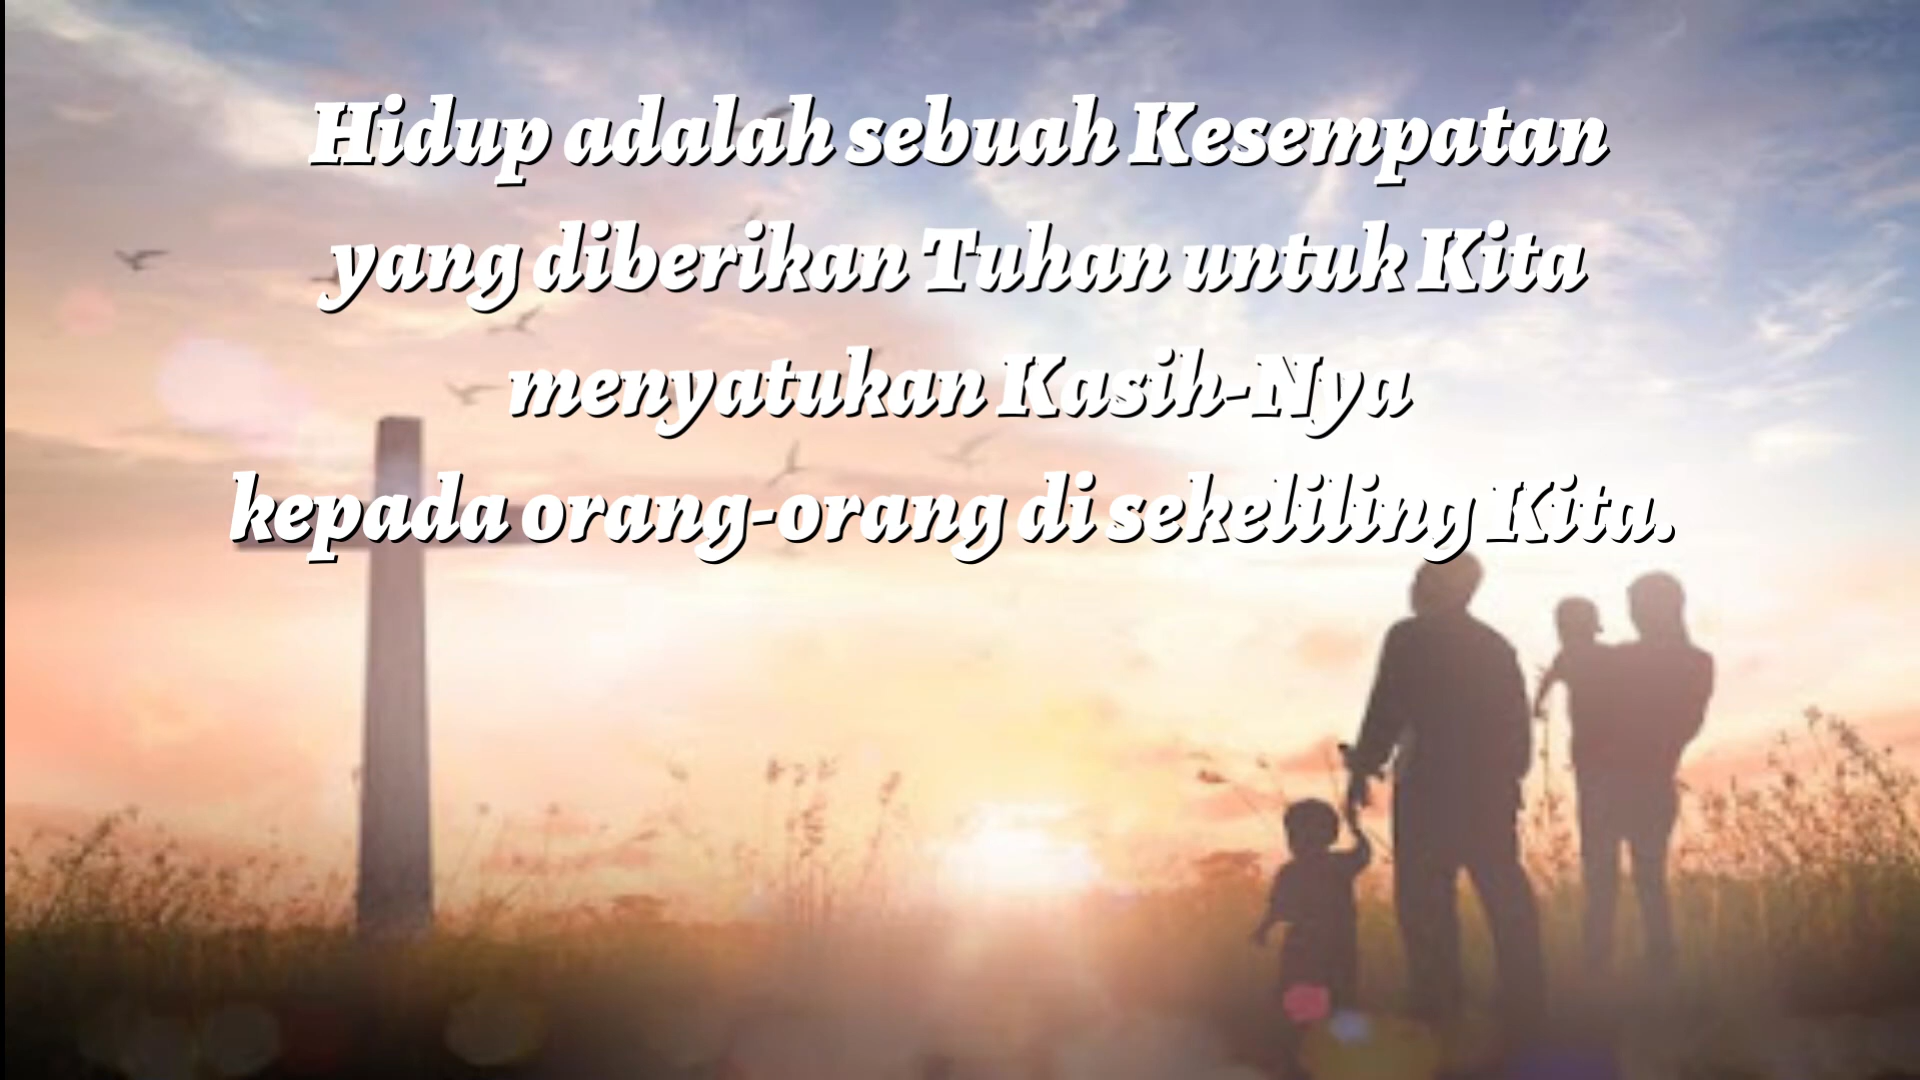 Hidup adalah sebuah Kesempatan
yang diberikan Tuhan untuk Kita
menyatukan Kasih-Nya
kepada orang-orang di sekeliling Kita.